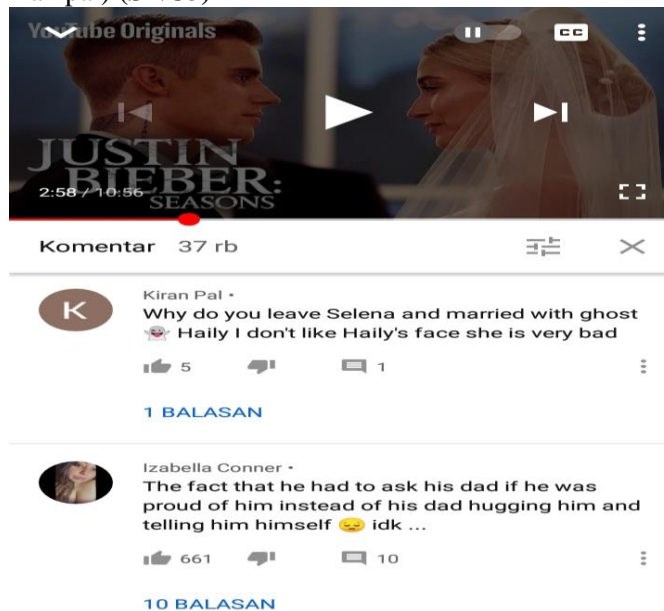 YouTube Originals
CC
JUSTIN
BIEBER:
SEASONS
2:58 / 10:56
Komentar 37 rb
K
Kiran Pal •
Why do you leave Selena and married with ghost
👻 Haily I don't like Haily's face she is very bad
5 1
1 BALASAN
Izabella Conner •
The fact that he had to ask his dad if he was
proud of him instead of his dad hugging him and
telling him himself 😔 idk ...
661 10
10 BALASAN